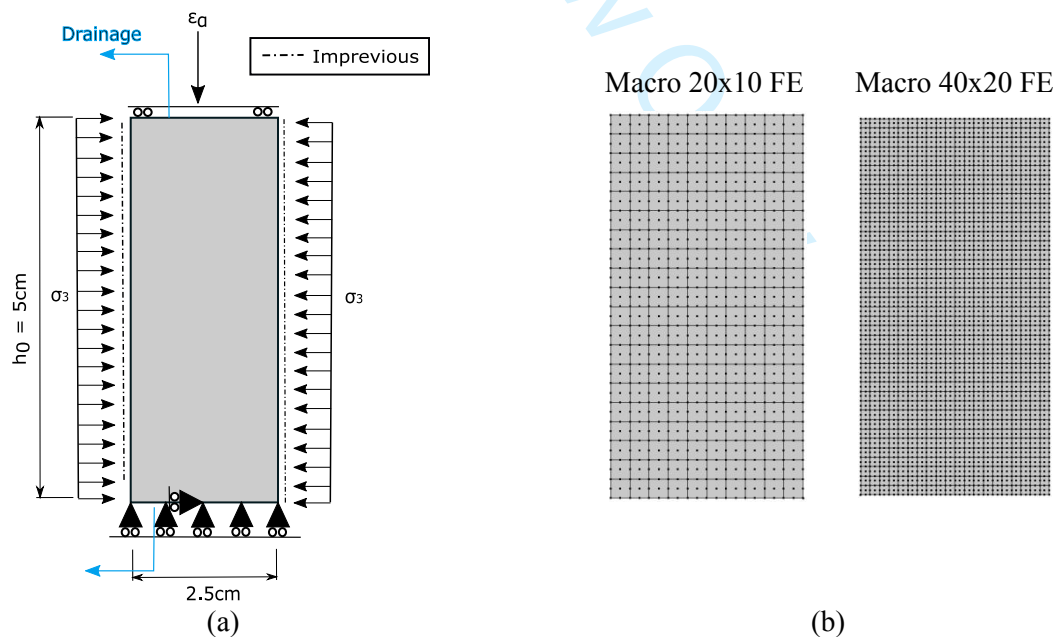 εa
Drainage
Imprevious
Macro 20x10 FE
Macro 40x20 FE
σ3
σ3
h0 = 5cm
2.5cm
(a)
(b)